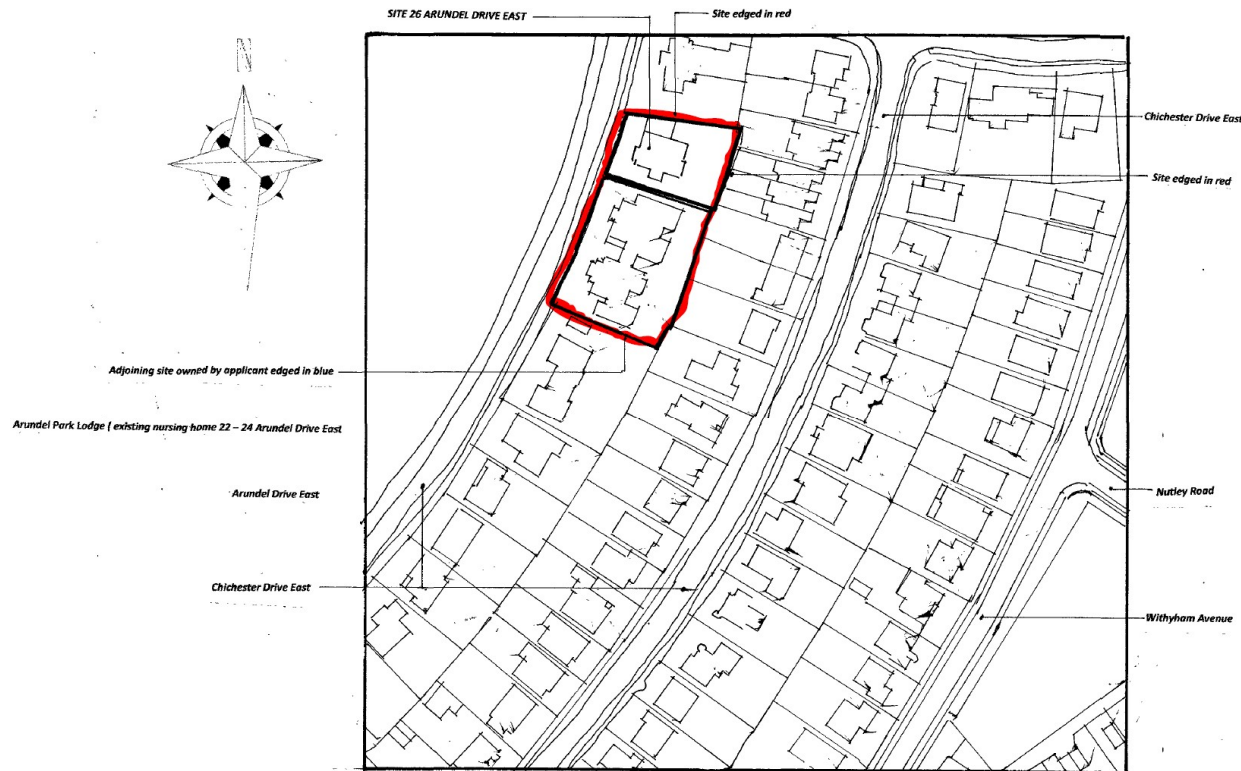 SITE 26 ARUNDEL DRIVE EAST
Site edged in red
N
Chichester Drive East
Site edged in red
Adjoining site owned by applicant edged in blue
Arundel Park Lodge ( existing nursing home 22 – 24 Arundel Drive East
Arundel Drive East
Nutley Road
Chichester Drive East
Withyham Avenue